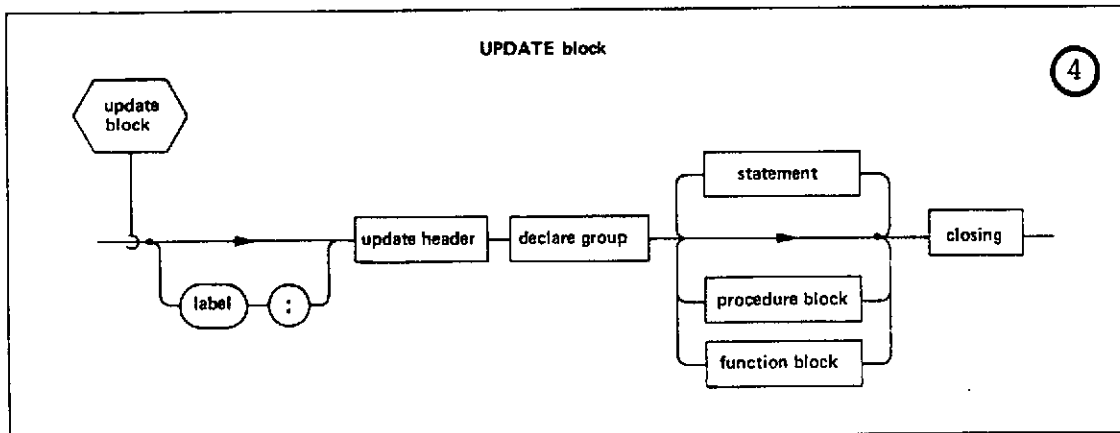 UPDATE block
4
update
block
statement
update header
declare group
closing
label
:
procedure block
function block